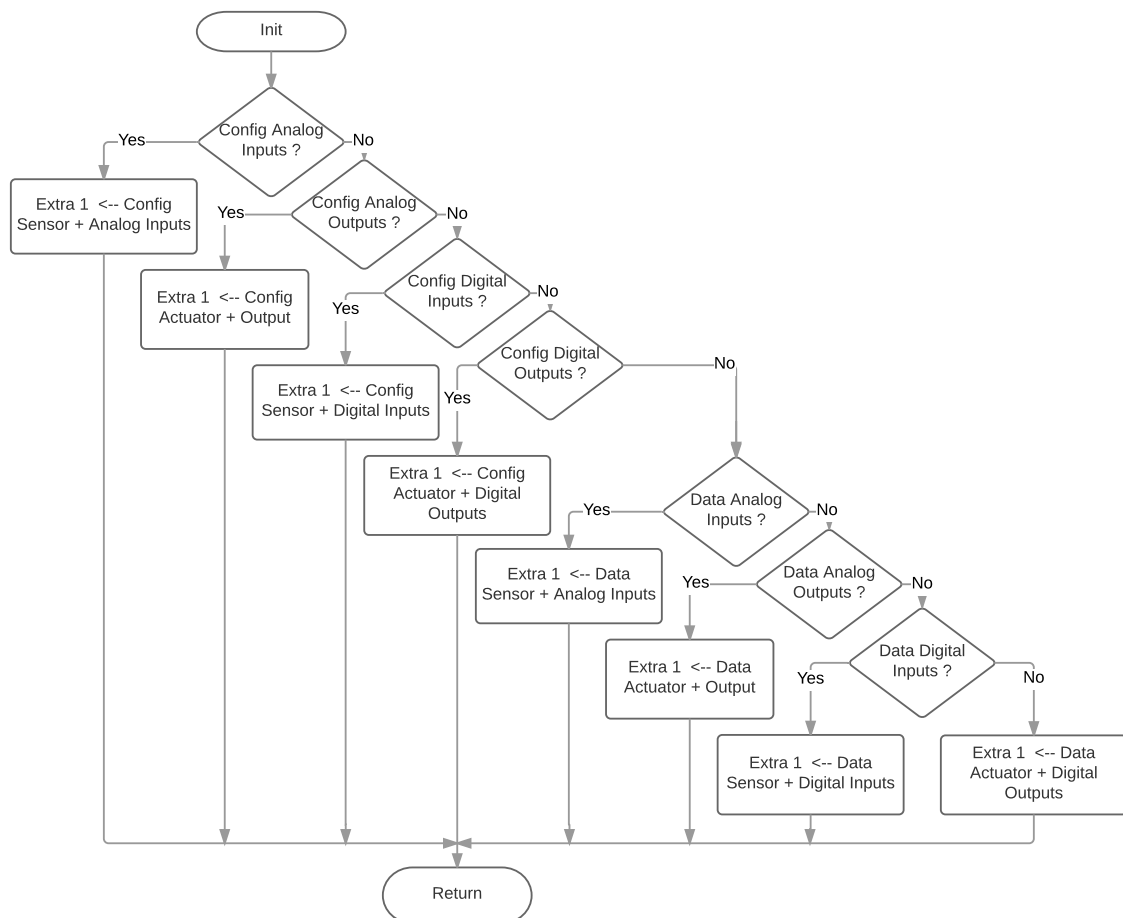 Init
Config Analog
Inputs ?
Yes
No
Extra 1 <-- Config
Sensor + Analog Inputs
Config Analog
Outputs ?
Yes
No
Extra 1 <-- Config
Actuator + Output
Config Digital
Inputs ?
Yes
No
Extra 1 <-- Config
Sensor + Digital Inputs
Config Digital
Outputs ?
Yes
No
Extra 1 <-- Config
Actuator + Digital
Outputs
Data Analog
Inputs ?
Yes
No
Extra 1 <-- Data
Sensor + Analog Inputs
Data Analog
Outputs ?
Yes
No
Extra 1 <-- Data
Actuator + Output
Data Digital
Inputs ?
Yes
No
Extra 1 <-- Data
Sensor + Digital Inputs
Extra 1 <-- Data
Actuator + Digital
Outputs
Return